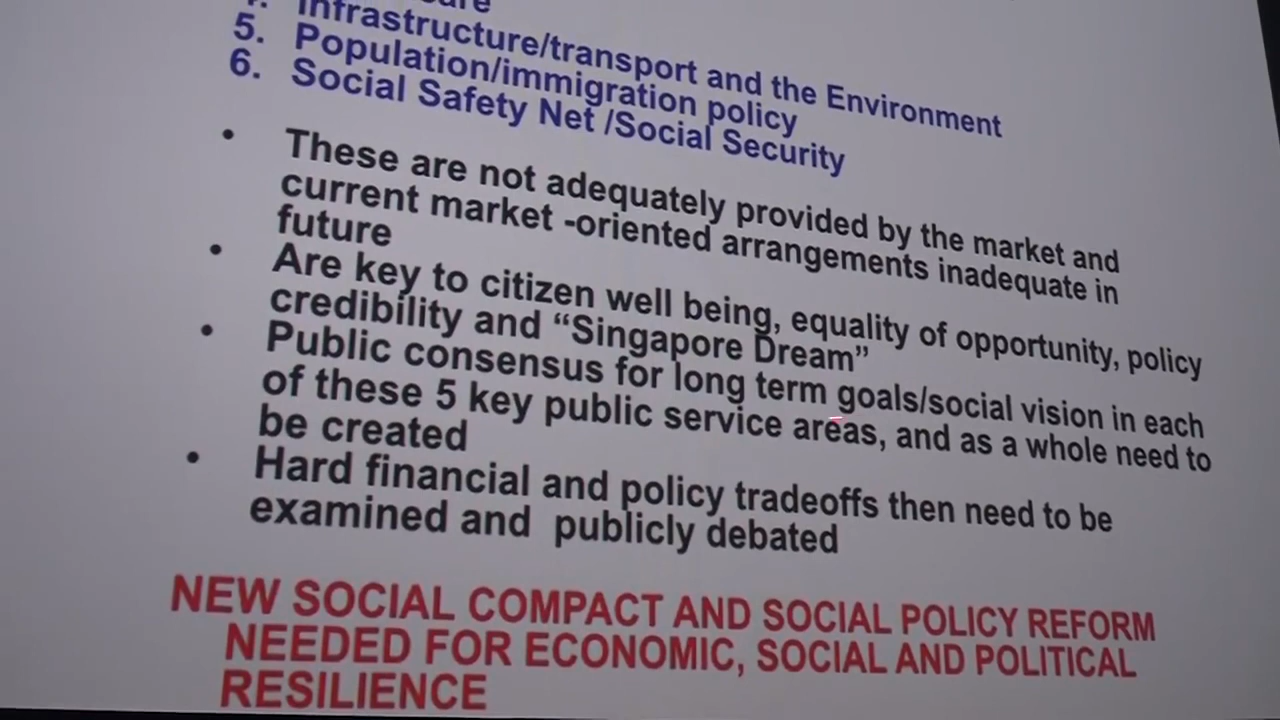 Infrastructure/transport and the Environment
5. Population/immigration policy
6. Social Safety Net /Social Security
• These are not adequately provided by the market and
current market -oriented arrangements inadequate in
future
• Are key to citizen well being, equality of opportunity, policy
credibility and “Singapore Dream”
• Public consensus for long term goals/social vision in each
of these 5 key public service areas, and as a whole need to
be created
• Hard financial and policy tradeoffs then need to be
examined and publicly debated
NEW SOCIAL COMPACT AND SOCIAL POLICY REFORM
NEEDED FOR ECONOMIC, SOCIAL AND POLITICAL
RESILIENCE